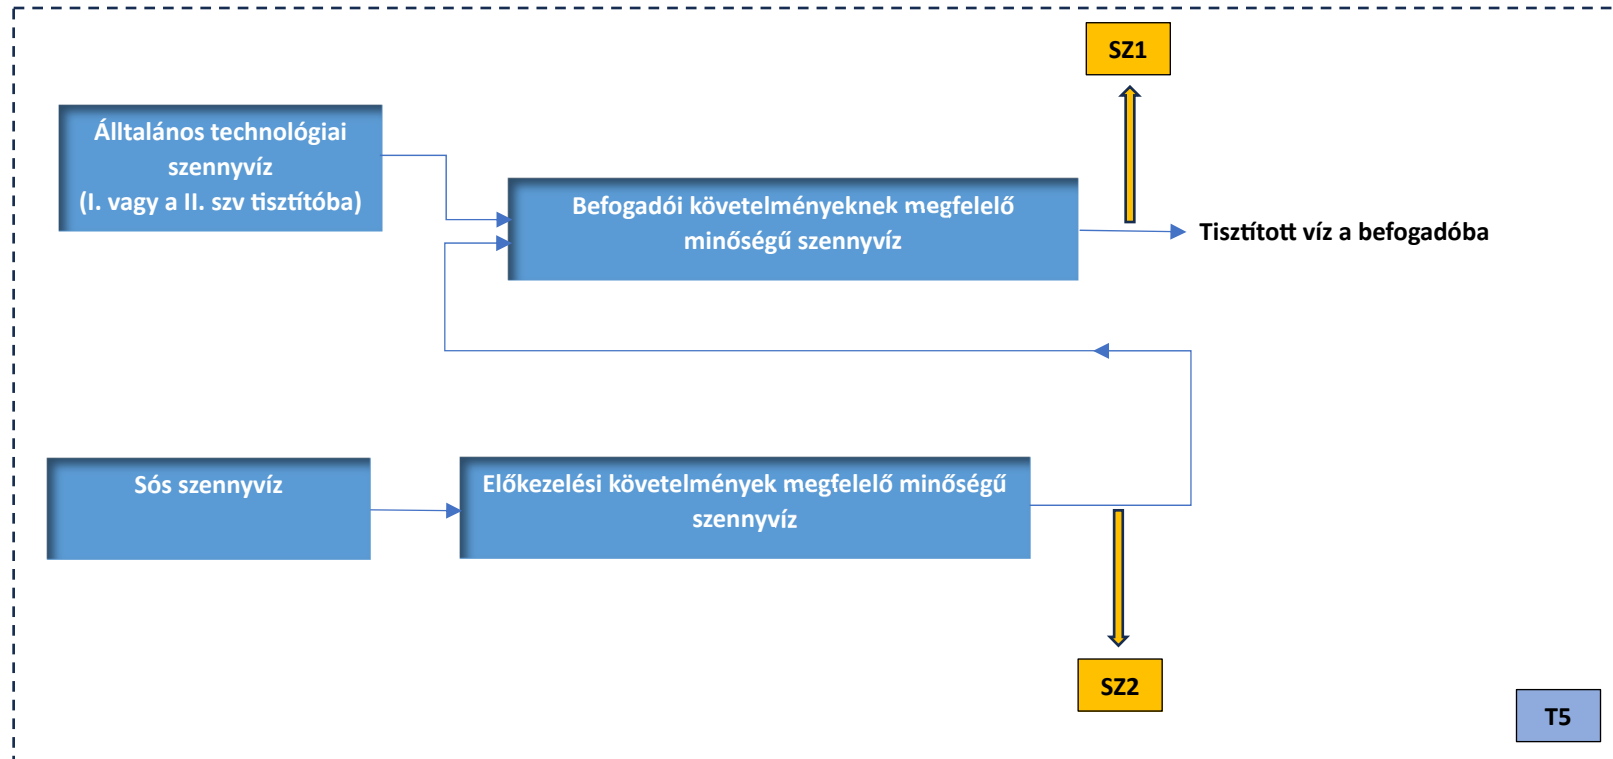 SZ1
Álltalános technológiai
szennyvíz
(I. vagy a II. szv tisztítóba)
Befogadói követelményeknek megfelelő
minőségű szennyvíz
Tisztított víz a befogadóba
Sós szennyvíz
Előkezelési követelmények megfelelő minőségű
szennyvíz
SZ2
T5